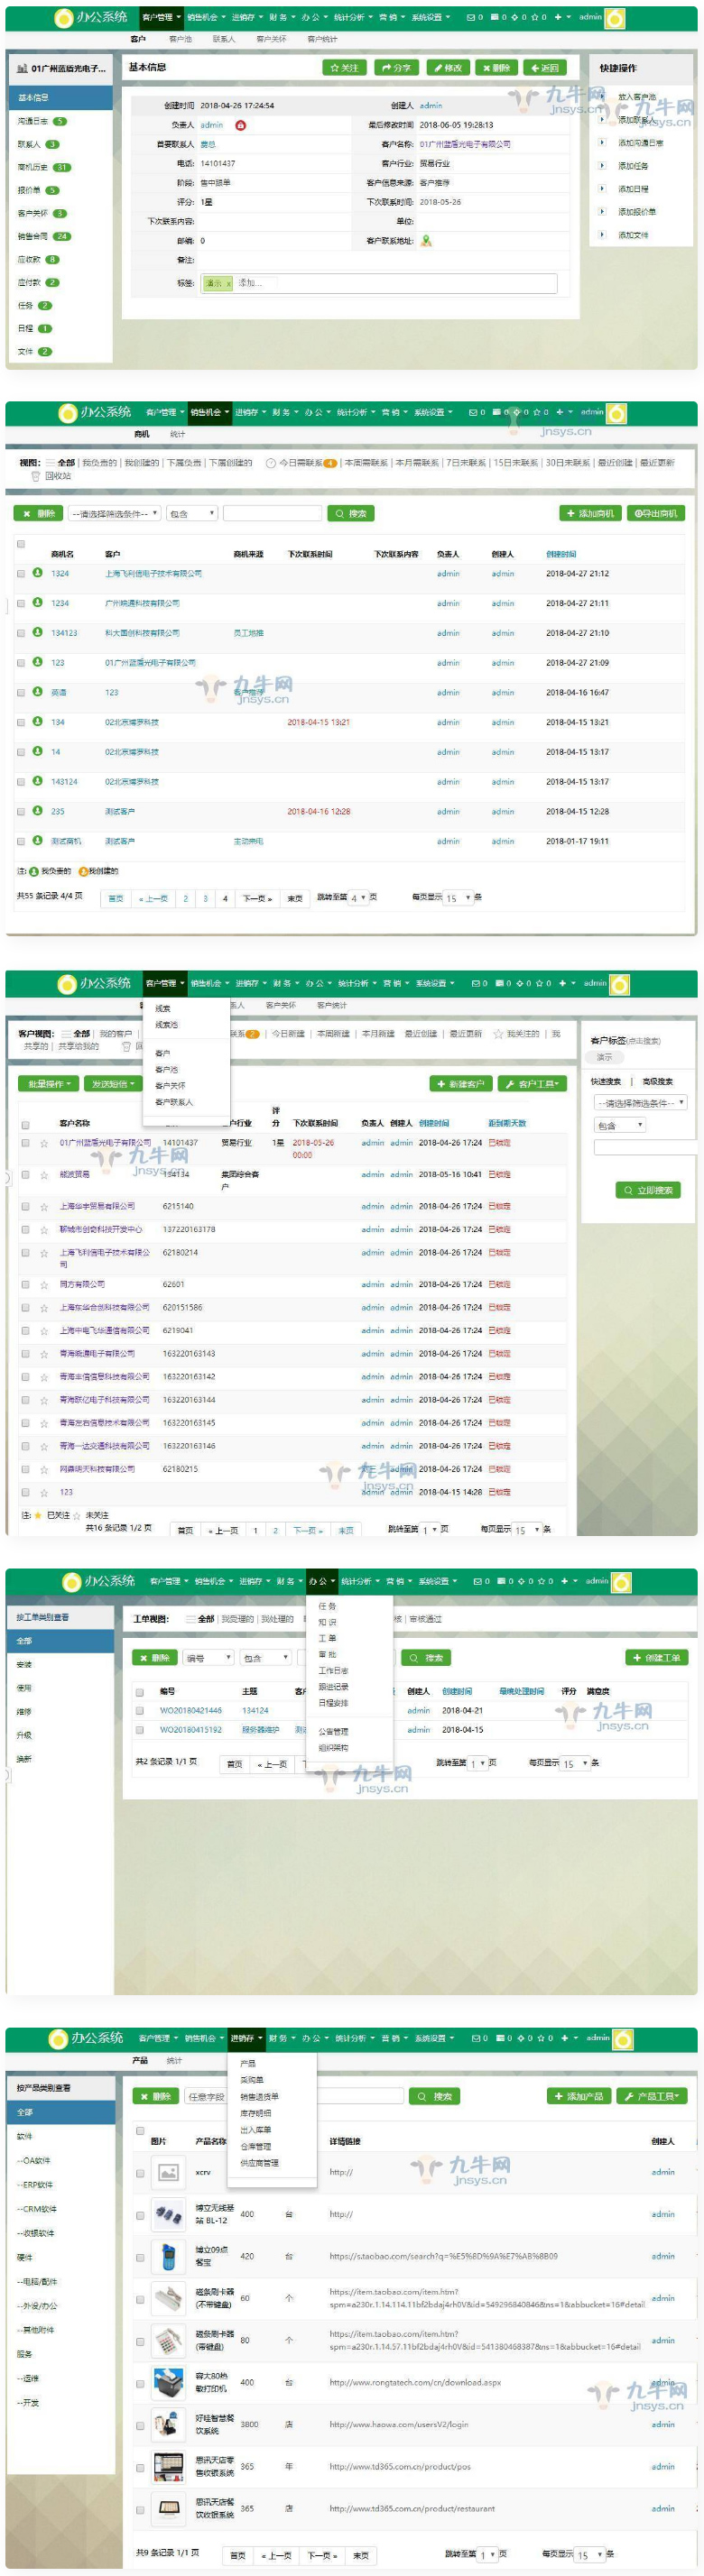 办公系统 客户管理 销售机会 进销存 财务 办公 统计分析 营销 系统设置 0 0 0 0 admin
客户 客户池 联系人 客户关怀 客户统计
01广州蓝盾光电子...
基本信息
沟通日志 5
联系人 3
商机历史 31
报价单 5
客户关怀 3
销售合同 24
应收款 8
应付款 2
任务 2
日程 1
文件 2
基本信息 关注 分享 修改 删除 返回
创建时间 2018-04-26 17:24:54 创建人 admin
负责人 admin 最后修改时间 2018-06-05 19:28:13
首要联系人 客户名称: 01广州蓝盾光电子有限公司
电话: 14101437 客户行业: 贸易行业
阶段: 售中跟单 客户信息来源: 客户推荐
评分: 1星 下次联系时间: 2018-05-26
下次联系内容: 单位:
邮编: 0 客户联系地址:
备注:
标签: 演示 x 添加...
快捷操作
放入客户池
添加联系人
添加沟通日志
添加任务
添加日程
添加报价单
添加文件
九牛网
jnsys.cn
九牛网
jnsys.cn
办公系统 客户管理 销售机会 进销存 财务 办公 统计分析 营销 系统设置 0 0 0 0 admin
jnsys.cn
商机 统计
视图: 全部 | 我负责的 | 我创建的 | 下属负责 | 下属创建的 今日需联系 4 | 本周需联系 | 本月需联系 | 7日未联系 | 15日未联系 | 30日未联系 | 最近创建 | 最近更新
回收站
删除 --请选择筛选条件-- 包含 搜索 添加商机 导出商机
商机名 客户 商机来源 下次联系时间 下次联系内容 负责人 创建人 创建时间
1324 上海飞利信电子技术有限公司 admin admin 2018-04-27 21:12
1234 广州晓通科技有限公司 admin admin 2018-04-27 21:11
134123 科大国创科技有限公司 员工地推 admin admin 2018-04-27 21:10
123 01广州蓝盾光电子有限公司 admin admin 2018-04-27 21:09
123 客户推荐 admin admin 2018-04-16 16:47
九牛网
jnsys.cn
134 02北京博罗科技 2018-04-15 13:21 admin admin 2018-04-15 13:21
14 02北京博罗科技 admin admin 2018-04-15 13:17
143124 02北京博罗科技 admin admin 2018-04-15 13:17
235 测试客户 2018-04-16 12:28 admin admin 2018-04-15 12:28
测试商机 测试客户 主动来电 admin admin 2018-01-17 19:11
注: 我负责的 我创建的
共55 条记录 4/4 页 首页 « 上一页 2 3 4 下一页 » 末页 跳转至第 4 页 每页显示 15 条
办公系统 客户管理 销售机会 进销存 财务 办公 统计分析 营销 系统设置 0 0 0 0 admin
系人 客户关怀 客户统计
线索
线索池
客户
客户池
客户关怀
客户联系人
客户视图: 全部 | 我的客户 联系 2 | 今日新建 | 本周新建 | 本月新建 最近创建 | 最近更新 我关注的 | 我
共享的 | 共享给我的 回
批量操作 发送短信 新建客户 客户工具
客户名称 户行业 评分 下次联系时间 负责人 创建人 创建时间 距到期天数
01广州蓝盾光电子有限公司 14101437 贸易行业 1星 2018-05-26 00:00 admin admin 2018-04-26 17:24 已锁定
九牛网
jnsys.cn
能波贸易 134134 集团综合客户 admin admin 2018-05-16 10:41 已锁定
上海华宇贸易有限公司 6215140 admin admin 2018-04-26 17:24 已锁定
聊城市创奇科技开发中心 137220163178 admin admin 2018-04-26 17:24 已锁定
上海飞利信电子技术有限公司 62180214 admin admin 2018-04-26 17:24 已锁定
同方有限公司 62601 admin admin 2018-04-26 17:24 已锁定
上海东华合创科技有限公司 620151586 admin admin 2018-04-26 17:24 已锁定
上海中电飞华通信有限公司 6219041 admin admin 2018-04-26 17:24 已锁定
青海晓通电子有限公司 163220163143 admin admin 2018-04-26 17:24 已锁定
青海丰信信息科技有限公司 163220163142 admin admin 2018-04-26 17:24 已锁定
青海联亿电子科技有限公司 163220163144 admin admin 2018-04-26 17:24 已锁定
青海左右信息技术有限公司 163220163145 admin admin 2018-04-26 17:24 已锁定
青海一达交通科技有限公司 163220163146 admin admin 2018-04-26 17:24 已锁定
网鼎明天科技有限公司 62180215 admin 2018-04-26 17:24 已锁定
九牛网
jnsys.cn
123 admin admin 2018-04-15 14:28 已锁定
注: 已关注 未关注
共16 条记录 1/2 页 首页 « 上一页 1 2 下一页 » 末页 跳转至第 1 页 每页显示 15 条
客户标签(点击搜索)
演示
快速搜索 | 高级搜索
--请选择筛选条件--
包含
立即搜索
办公系统 客户管理 销售机会 进销存 财务 办公 统计分析 营销 系统设置 0 0 0 0 admin
任务
知识
工单
审批
工作日志
跟进记录
日程安排
公告管理
组织架构
按工单类别查看
全部
安装
使用
维修
升级
换新
工单视图: 全部 | 我受理的 | 我处理的 核 | 审核通过
删除 编号 包含 搜索 创建工单
编号 主题 客户 创建人 创建时间 最晚处理时间 评分 满意度
WO20180421446 134124 admin 2018-04-21
WO20180415192 服务器维护 测试 admin 2018-04-15
九牛网
jnsys.cn
共2 条记录 1/1 页 首页 « 上一页 下 跳转至第 1 页 每页显示 15 条
九牛网
jnsys.cn
办公系统 客户管理 销售机会 进销存 财务 办公 统计分析 营销 系统设置 0 0 0 0 admin
产品 统计
产品
采购单
销售退货单
库存明细
出入库单
仓库管理
供应商管理
按产品类别查看
全部
软件
--OA软件
--ERP软件
--CRM软件
--收银软件
硬件
--电脑/配件
--外设/办公
--其他附件
服务
--运维
--开发
删除 任意字段 搜索 添加产品 产品工具
图片 产品名称 详情链接 创建人
xcrv http:// admin
九牛网
jnsys.cn
博立无线基站 BL-12 400 台 http:// admin
博立09点餐宝 420 台 https://s.taobao.com/search?q=%E5%8D%9A%E7%AB%8B09 admin
磁条刷卡器(不带键盘) 60 个 https://item.taobao.com/item.htm?spm=a230r.1.14.114.11bf2bdaj4rh0V&id=549296840846&ns=1&abbucket=16#detail admin
磁条刷卡器(带键盘) 80 个 https://item.taobao.com/item.htm?spm=a230r.1.14.57.11bf2bdaj4rh0V&id=541380468387&ns=1&abbucket=16#detail admin
容大80热敏打印机 400 台 http://www.rongtatech.com/cn/download.aspx admin
九牛网
jnsys.cn
好哇智慧餐饮系统 3800 店 http://www.haowa.com/usersV2/login admin
思讯天店零售收银系统 365 年 http://www.td365.com.cn/product/pos admin
思讯天店餐饮收银系统 365 店 http://www.td365.com.cn/product/restaurant admin
共9 条记录 1/1 页 首页 « 上一页 下一页 » 末页 跳转至第 1 页 每页显示 15 条